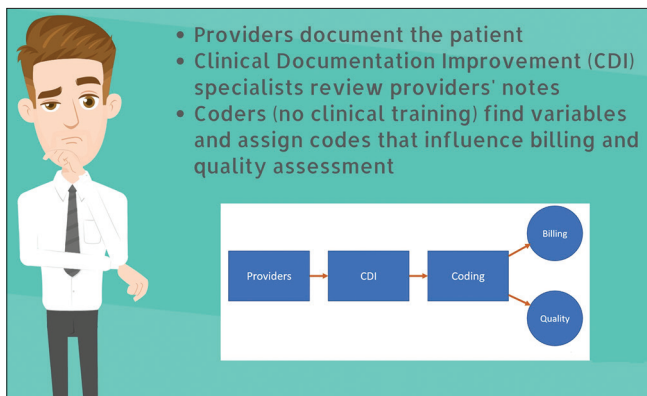 • Providers document the patient
• Clinical Documentation Improvement (CDI)
specialists review providers' notes
• Coders (no clinical training) find variables
and assign codes that influence billing and
quality assessment
Billing
Providers
CDI
Coding
Quality